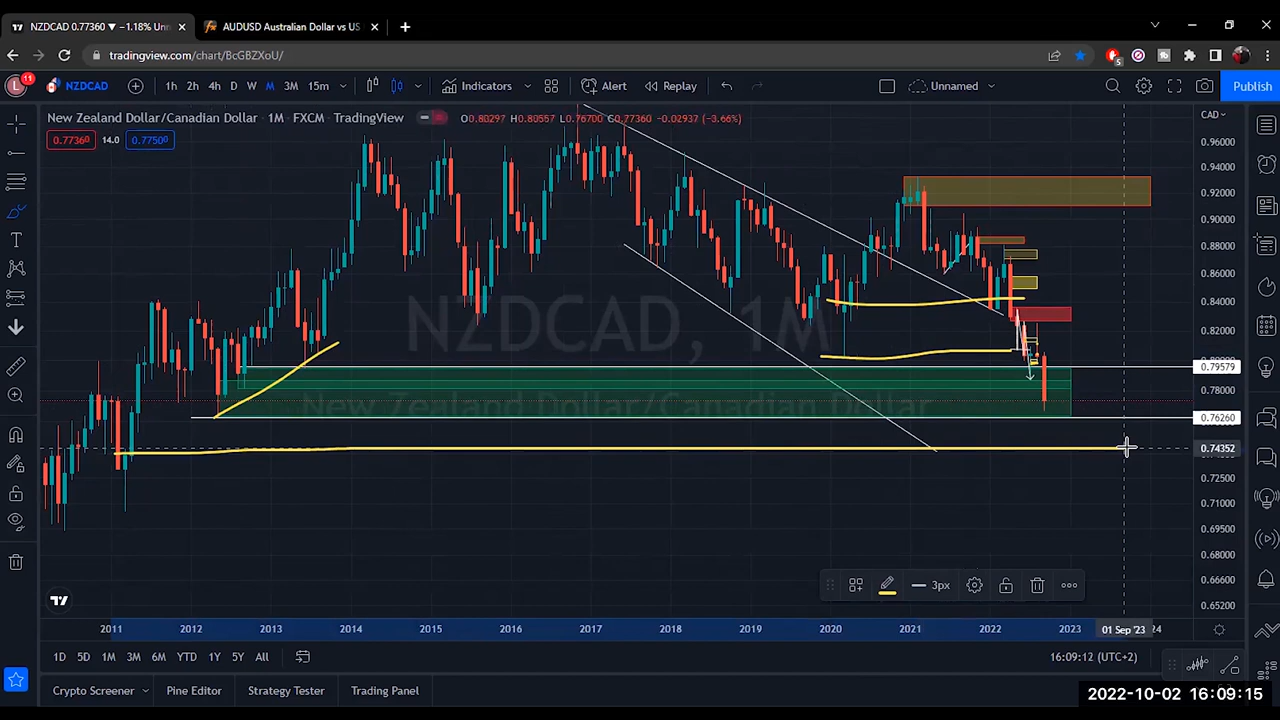 NZDCAD 0.77360 ▼ −1.18% Unn
AUDUSD Australian Dollar vs US
tradingview.com/chart/BcGBZXoU/
5
L 11 NZDCAD 1h 2h 4h D W M 3M 15m Indicators Alert Replay Unnamed Publish
New Zealand Dollar/Canadian Dollar · 1M · FXCM · TradingView
O0.80297 H0.80557 L0.76700 C0.77360 −0.02937 (−3.66%)
CAD
0.77360 14.0 0.77500
0.96000
0.94000
0.92000
0.90000
0.88000
0.86000
0.84000
0.82000
0.79579
0.78000
0.76260
0.74352
0.72500
0.71000
0.69500
0.68000
0.66600
0.65200
NZDCAD, 1M
New Zealand Dollar/Canadian Dollar
3px
2011 2012 2013 2014 2015 2016 2017 2018 2019 2020 2021 2022 2023 01 Sep '23 24
1D 5D 1M 3M 6M YTD 1Y 5Y All
16:09:12 (UTC+2)
Crypto Screener Pine Editor Strategy Tester Trading Panel
2022-10-02 16:09:15